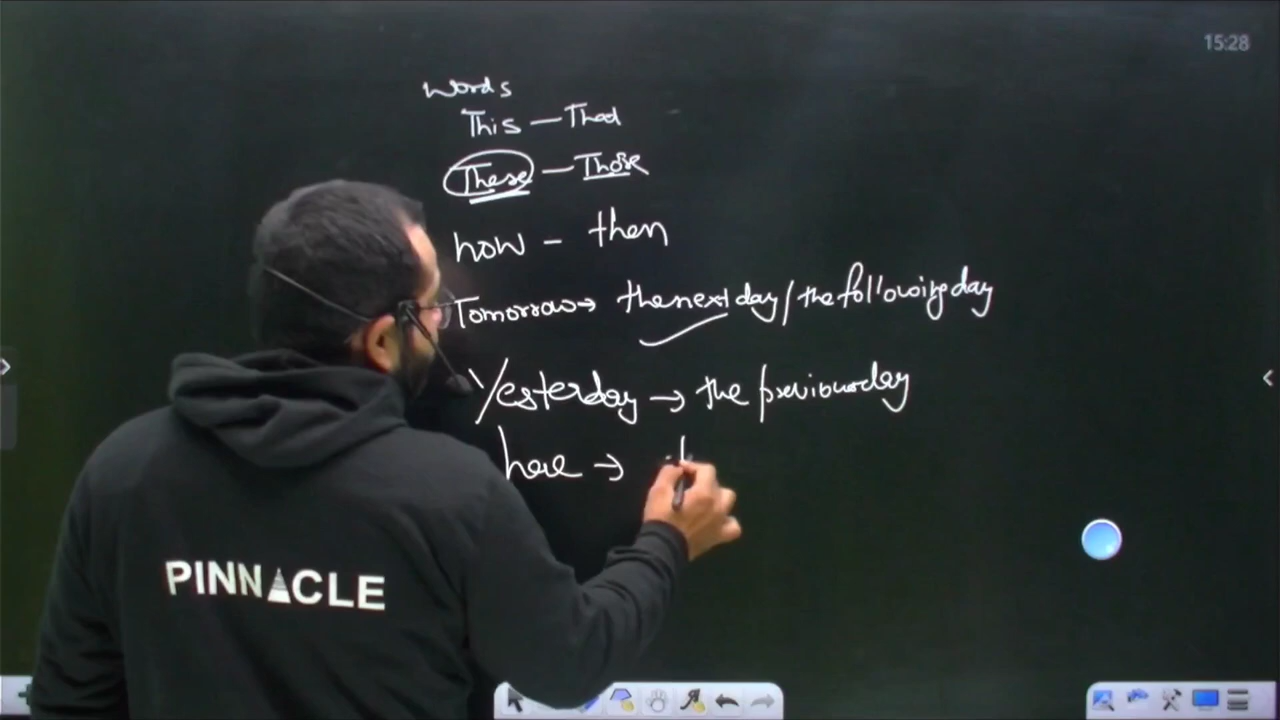 15:28
words
This — That
These — Those
now - then
Tomorrow → the next day / the following day
Yesterday → the previous day
here →
PINNACLE